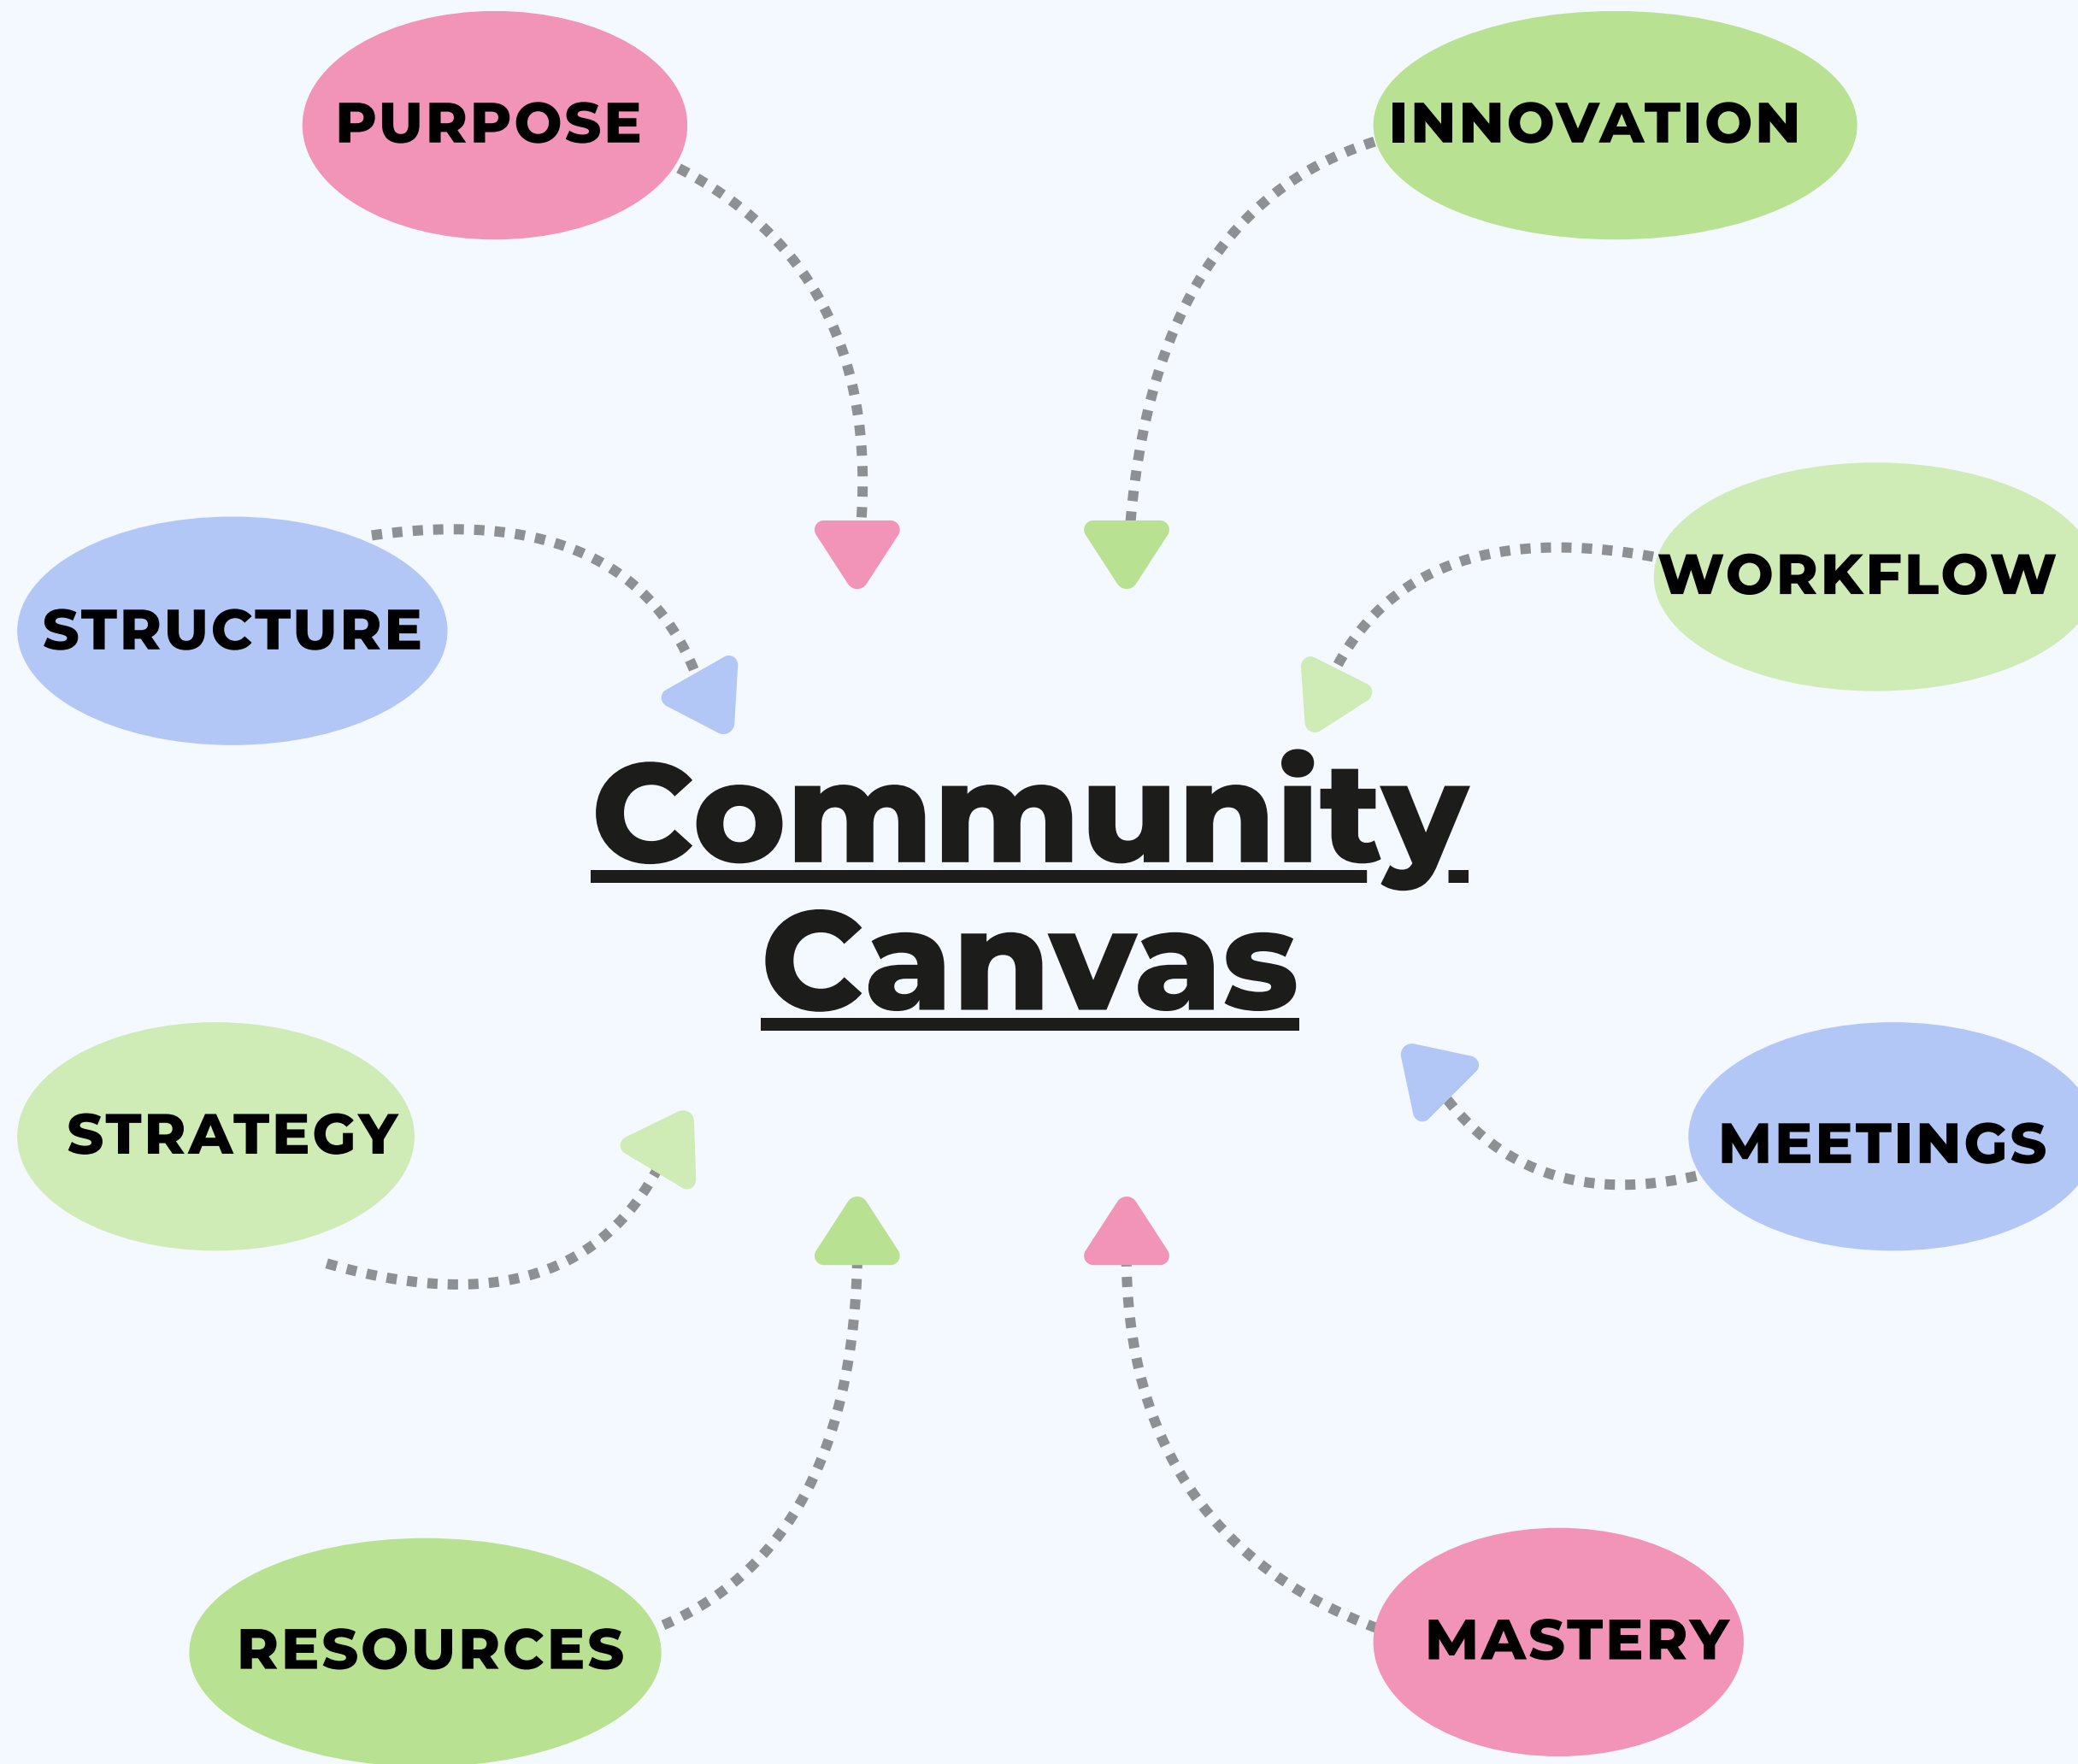 PURPOSE
INNOVATION
STRUCTURE
WORKFLOW
Community
Canvas
STRATEGY
MEETINGS
RESOURCES
MASTERY